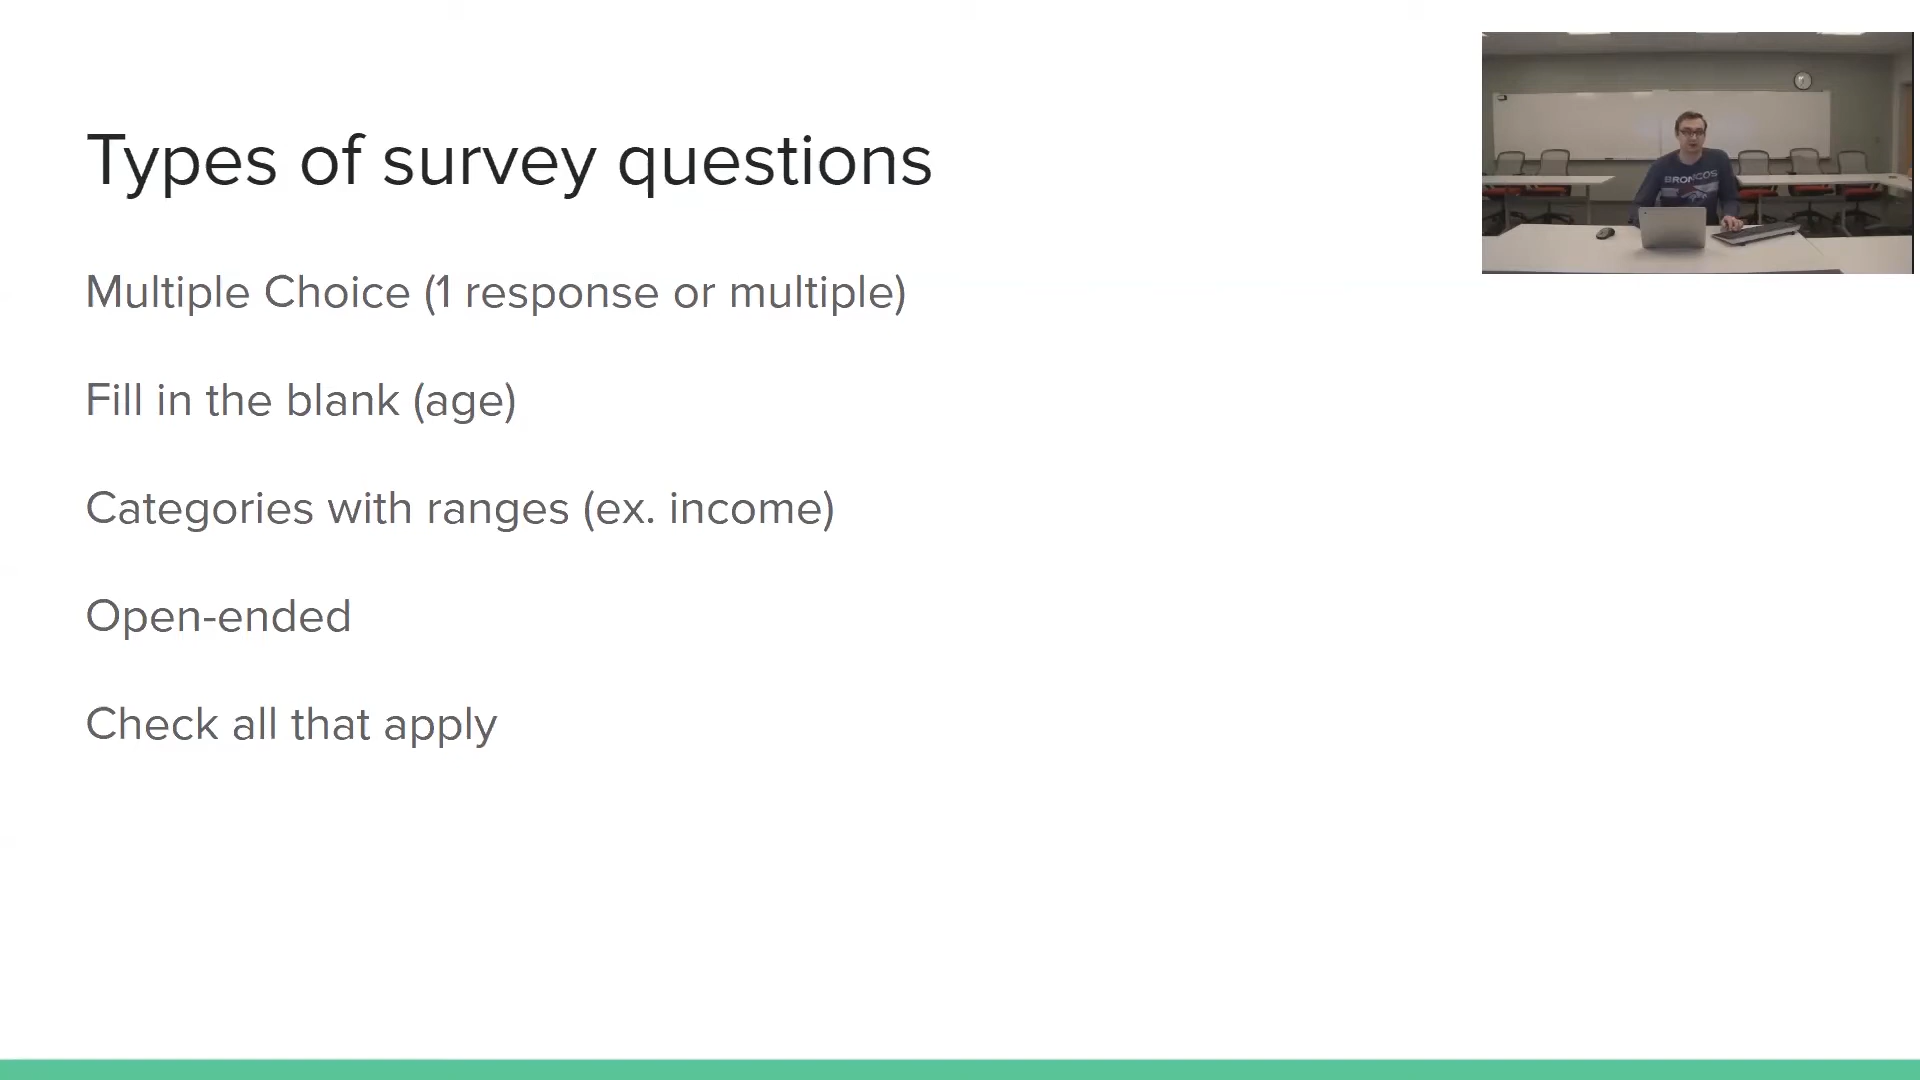 Types of survey questions
Multiple Choice (1 response or multiple)
Fill in the blank (age)
Categories with ranges (ex. income)
Open-ended
Check all that apply
BRONCOS